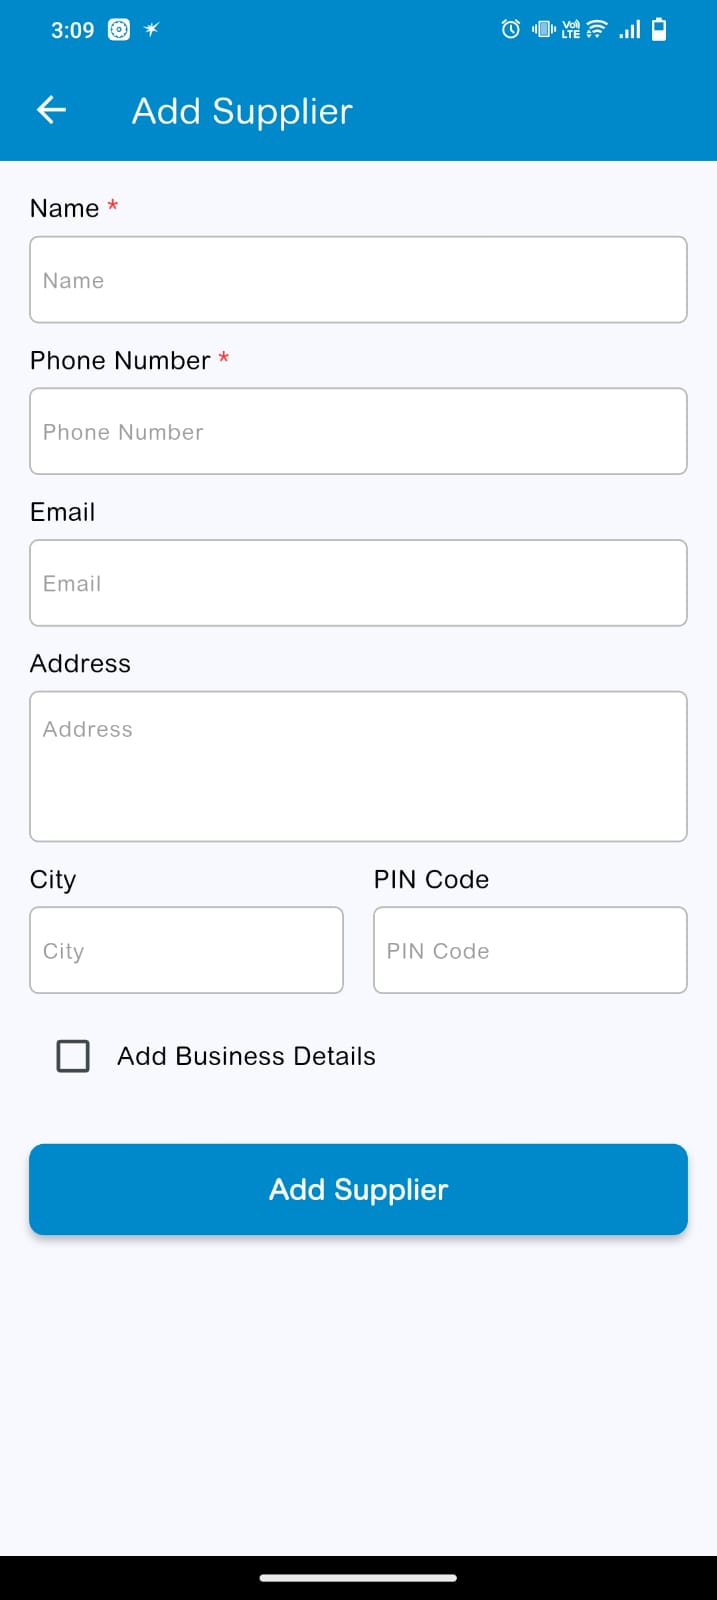 3:09 Vo) LTE
Add Supplier
Name *
Name
Phone Number *
Phone Number
Email
Email
Address
Address
City PIN Code
City PIN Code
Add Business Details
Add Supplier